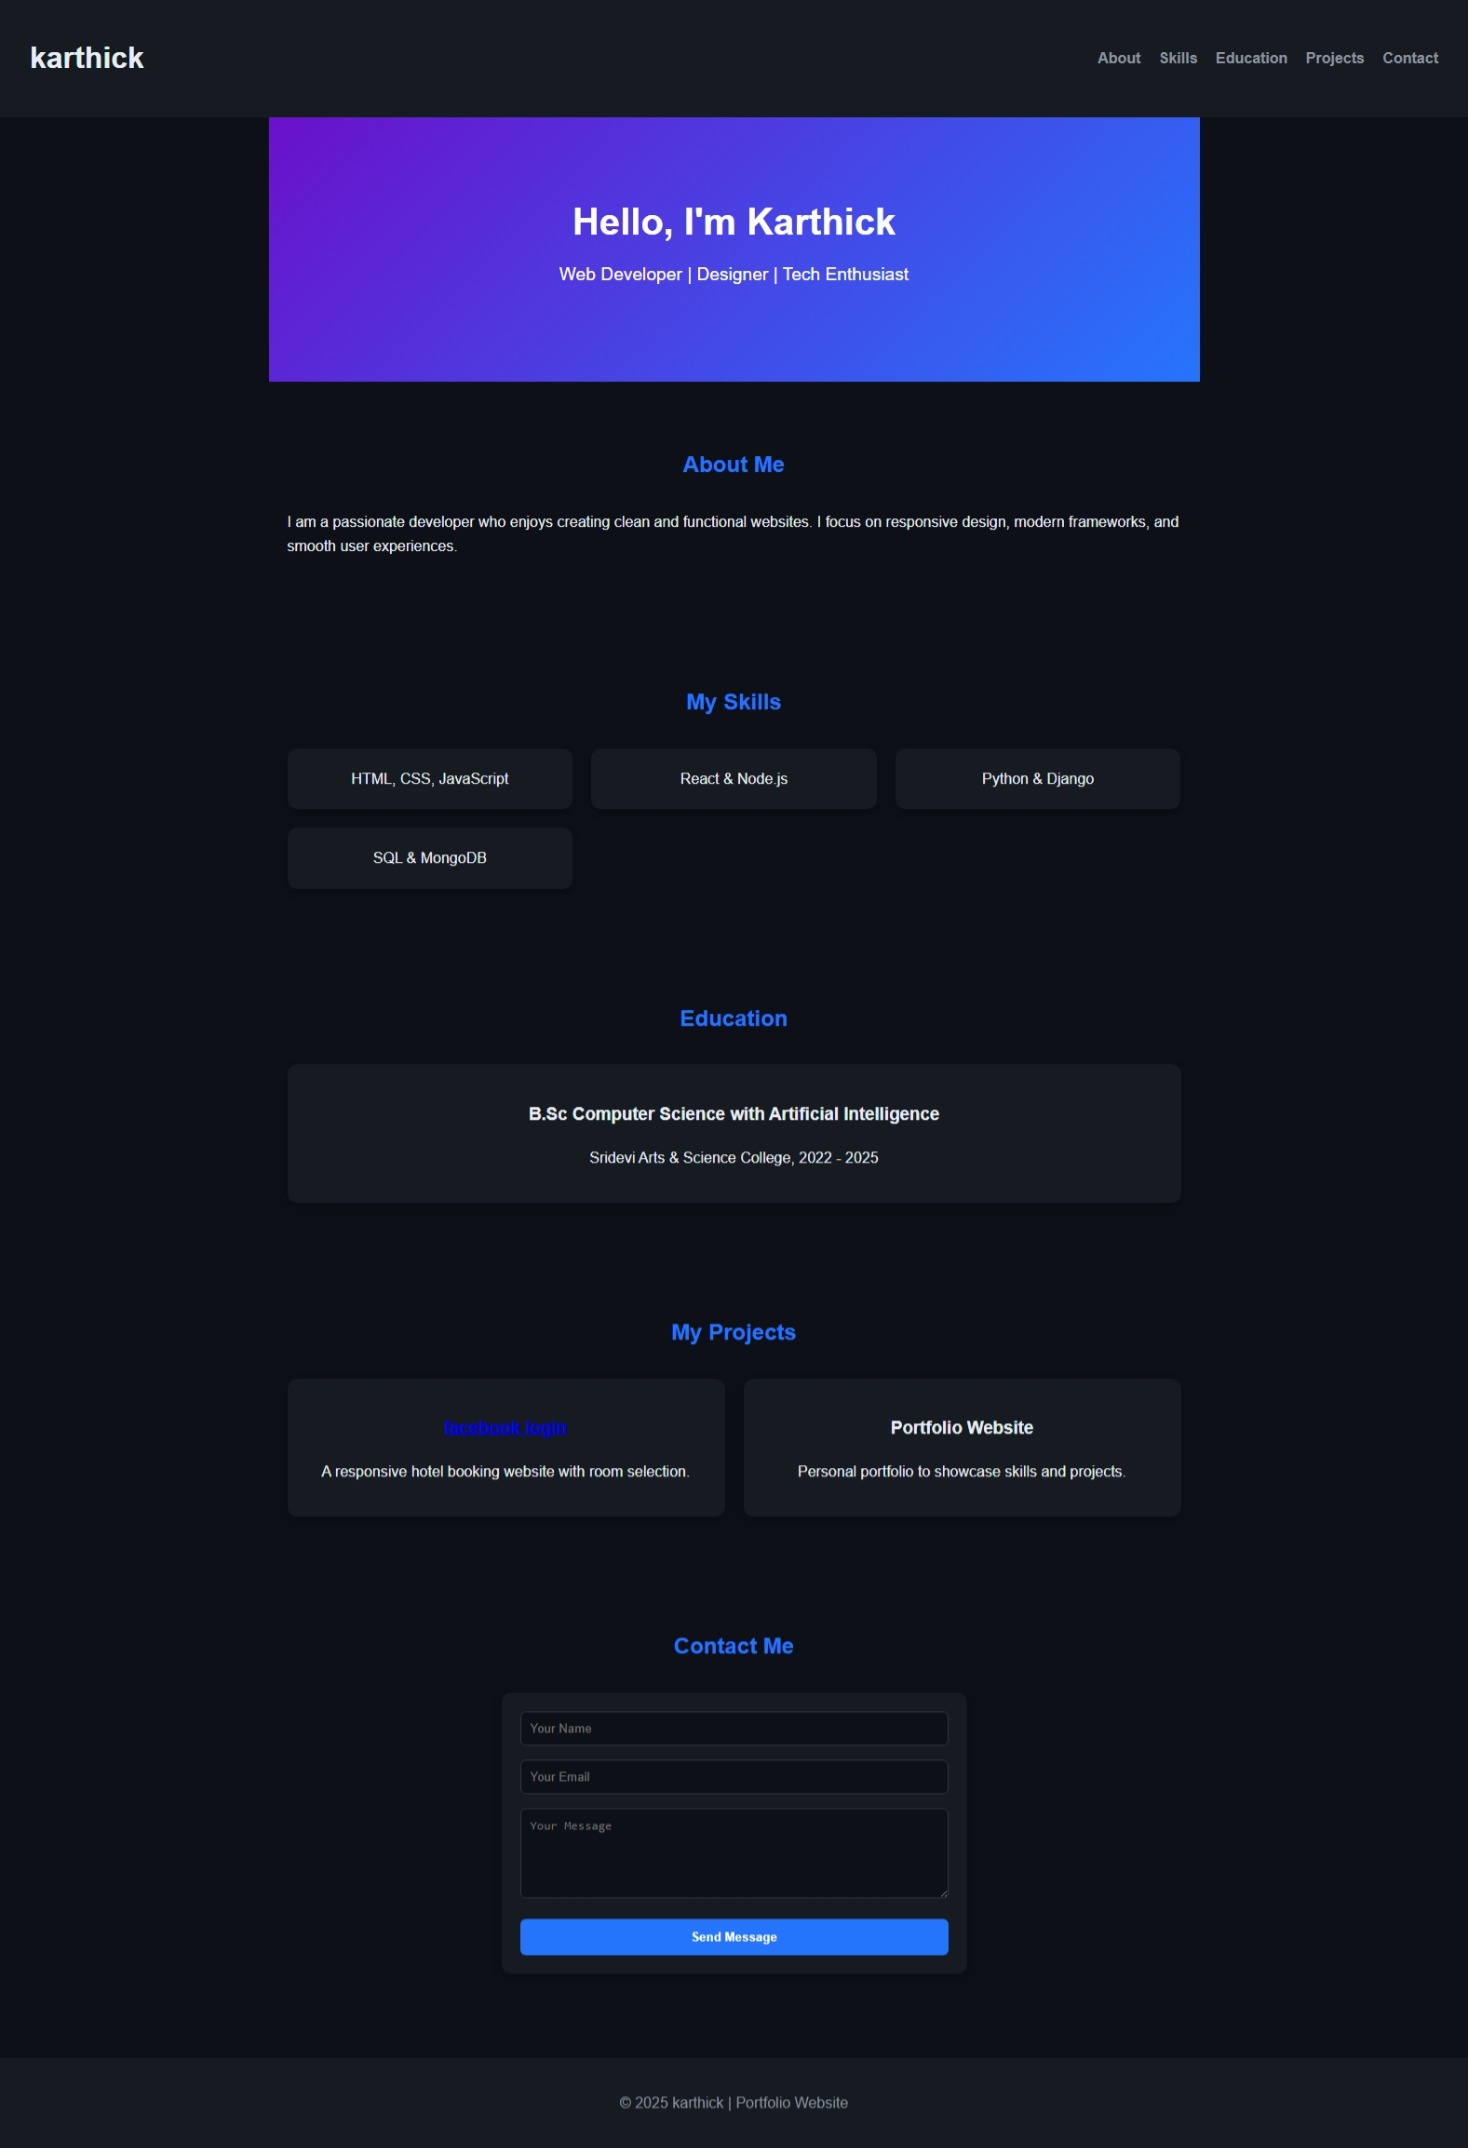 karthick
About Skills Education Projects Contact
Hello, I'm Karthick
Web Developer | Designer | Tech Enthusiast
About Me
I am a passionate developer who enjoys creating clean and functional websites. I focus on responsive design, modern frameworks, and
smooth user experiences.
My Skills
HTML, CSS, JavaScript
React & Node.js
Python & Django
SQL & MongoDB
Education
B.Sc Computer Science with Artificial Intelligence
Sridevi Arts & Science College, 2022 - 2025
My Projects
facebook login
A responsive hotel booking website with room selection.
Portfolio Website
Personal portfolio to showcase skills and projects.
Contact Me
Your Name
Your Email
Your Message
Send Message
© 2025 karthick | Portfolio Website